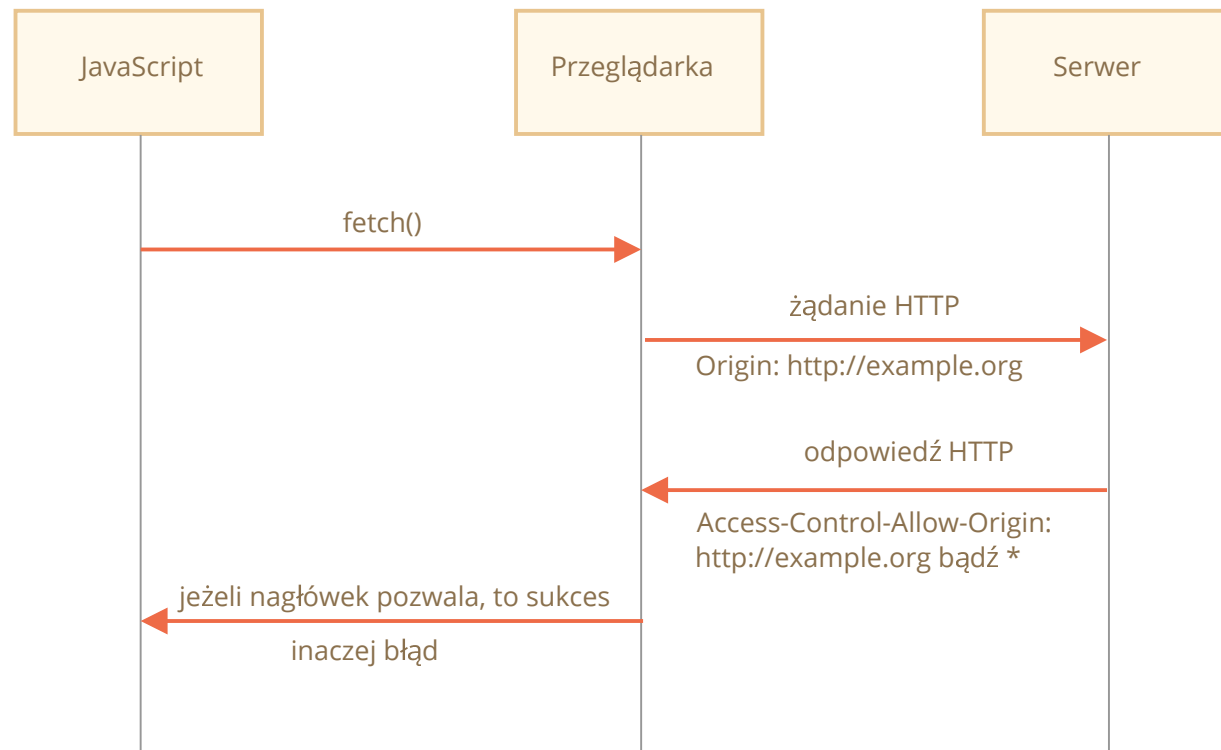 JavaScript
Przeglądarka
Serwer
fetch()
żądanie HTTP
Origin: http://example.org
odpowiedź HTTP
Access-Control-Allow-Origin:
http://example.org bądź *
jeżeli nagłówek pozwala, to sukces
inaczej błąd